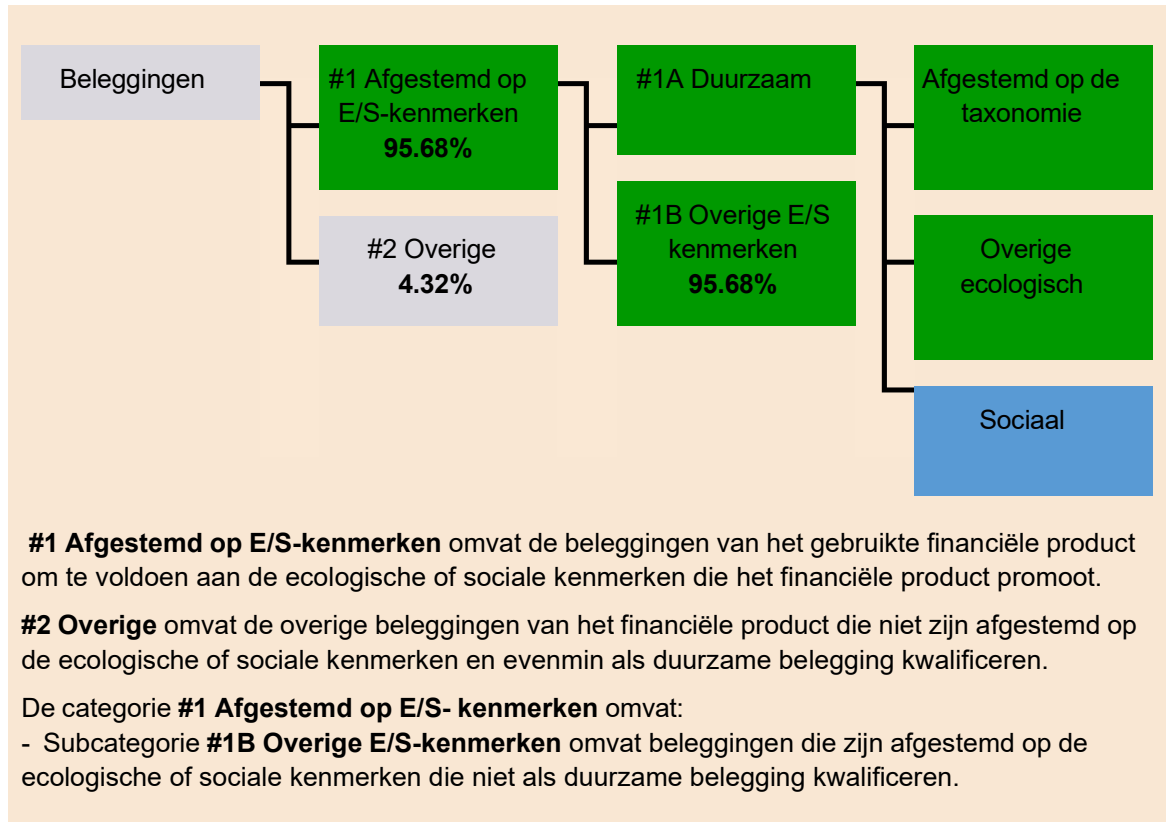 Beleggingen
#1 Afgestemd op
E/S-kenmerken
95.68%
#2 Overige
4.32%
#1A Duurzaam
#1B Overige E/S
kenmerken
95.68%
Afgestemd op de
taxonomie
Overige
ecologisch
Sociaal
#1 Afgestemd op E/S-kenmerken omvat de beleggingen van het gebruikte financiële product
om te voldoen aan de ecologische of sociale kenmerken die het financiële product promoot.
#2 Overige omvat de overige beleggingen van het financiële product die niet zijn afgestemd op
de ecologische of sociale kenmerken en evenmin als duurzame belegging kwalificeren.
De categorie #1 Afgestemd op E/S- kenmerken omvat:
- Subcategorie #1B Overige E/S-kenmerken omvat beleggingen die zijn afgestemd op de
ecologische of sociale kenmerken die niet als duurzame belegging kwalificeren.